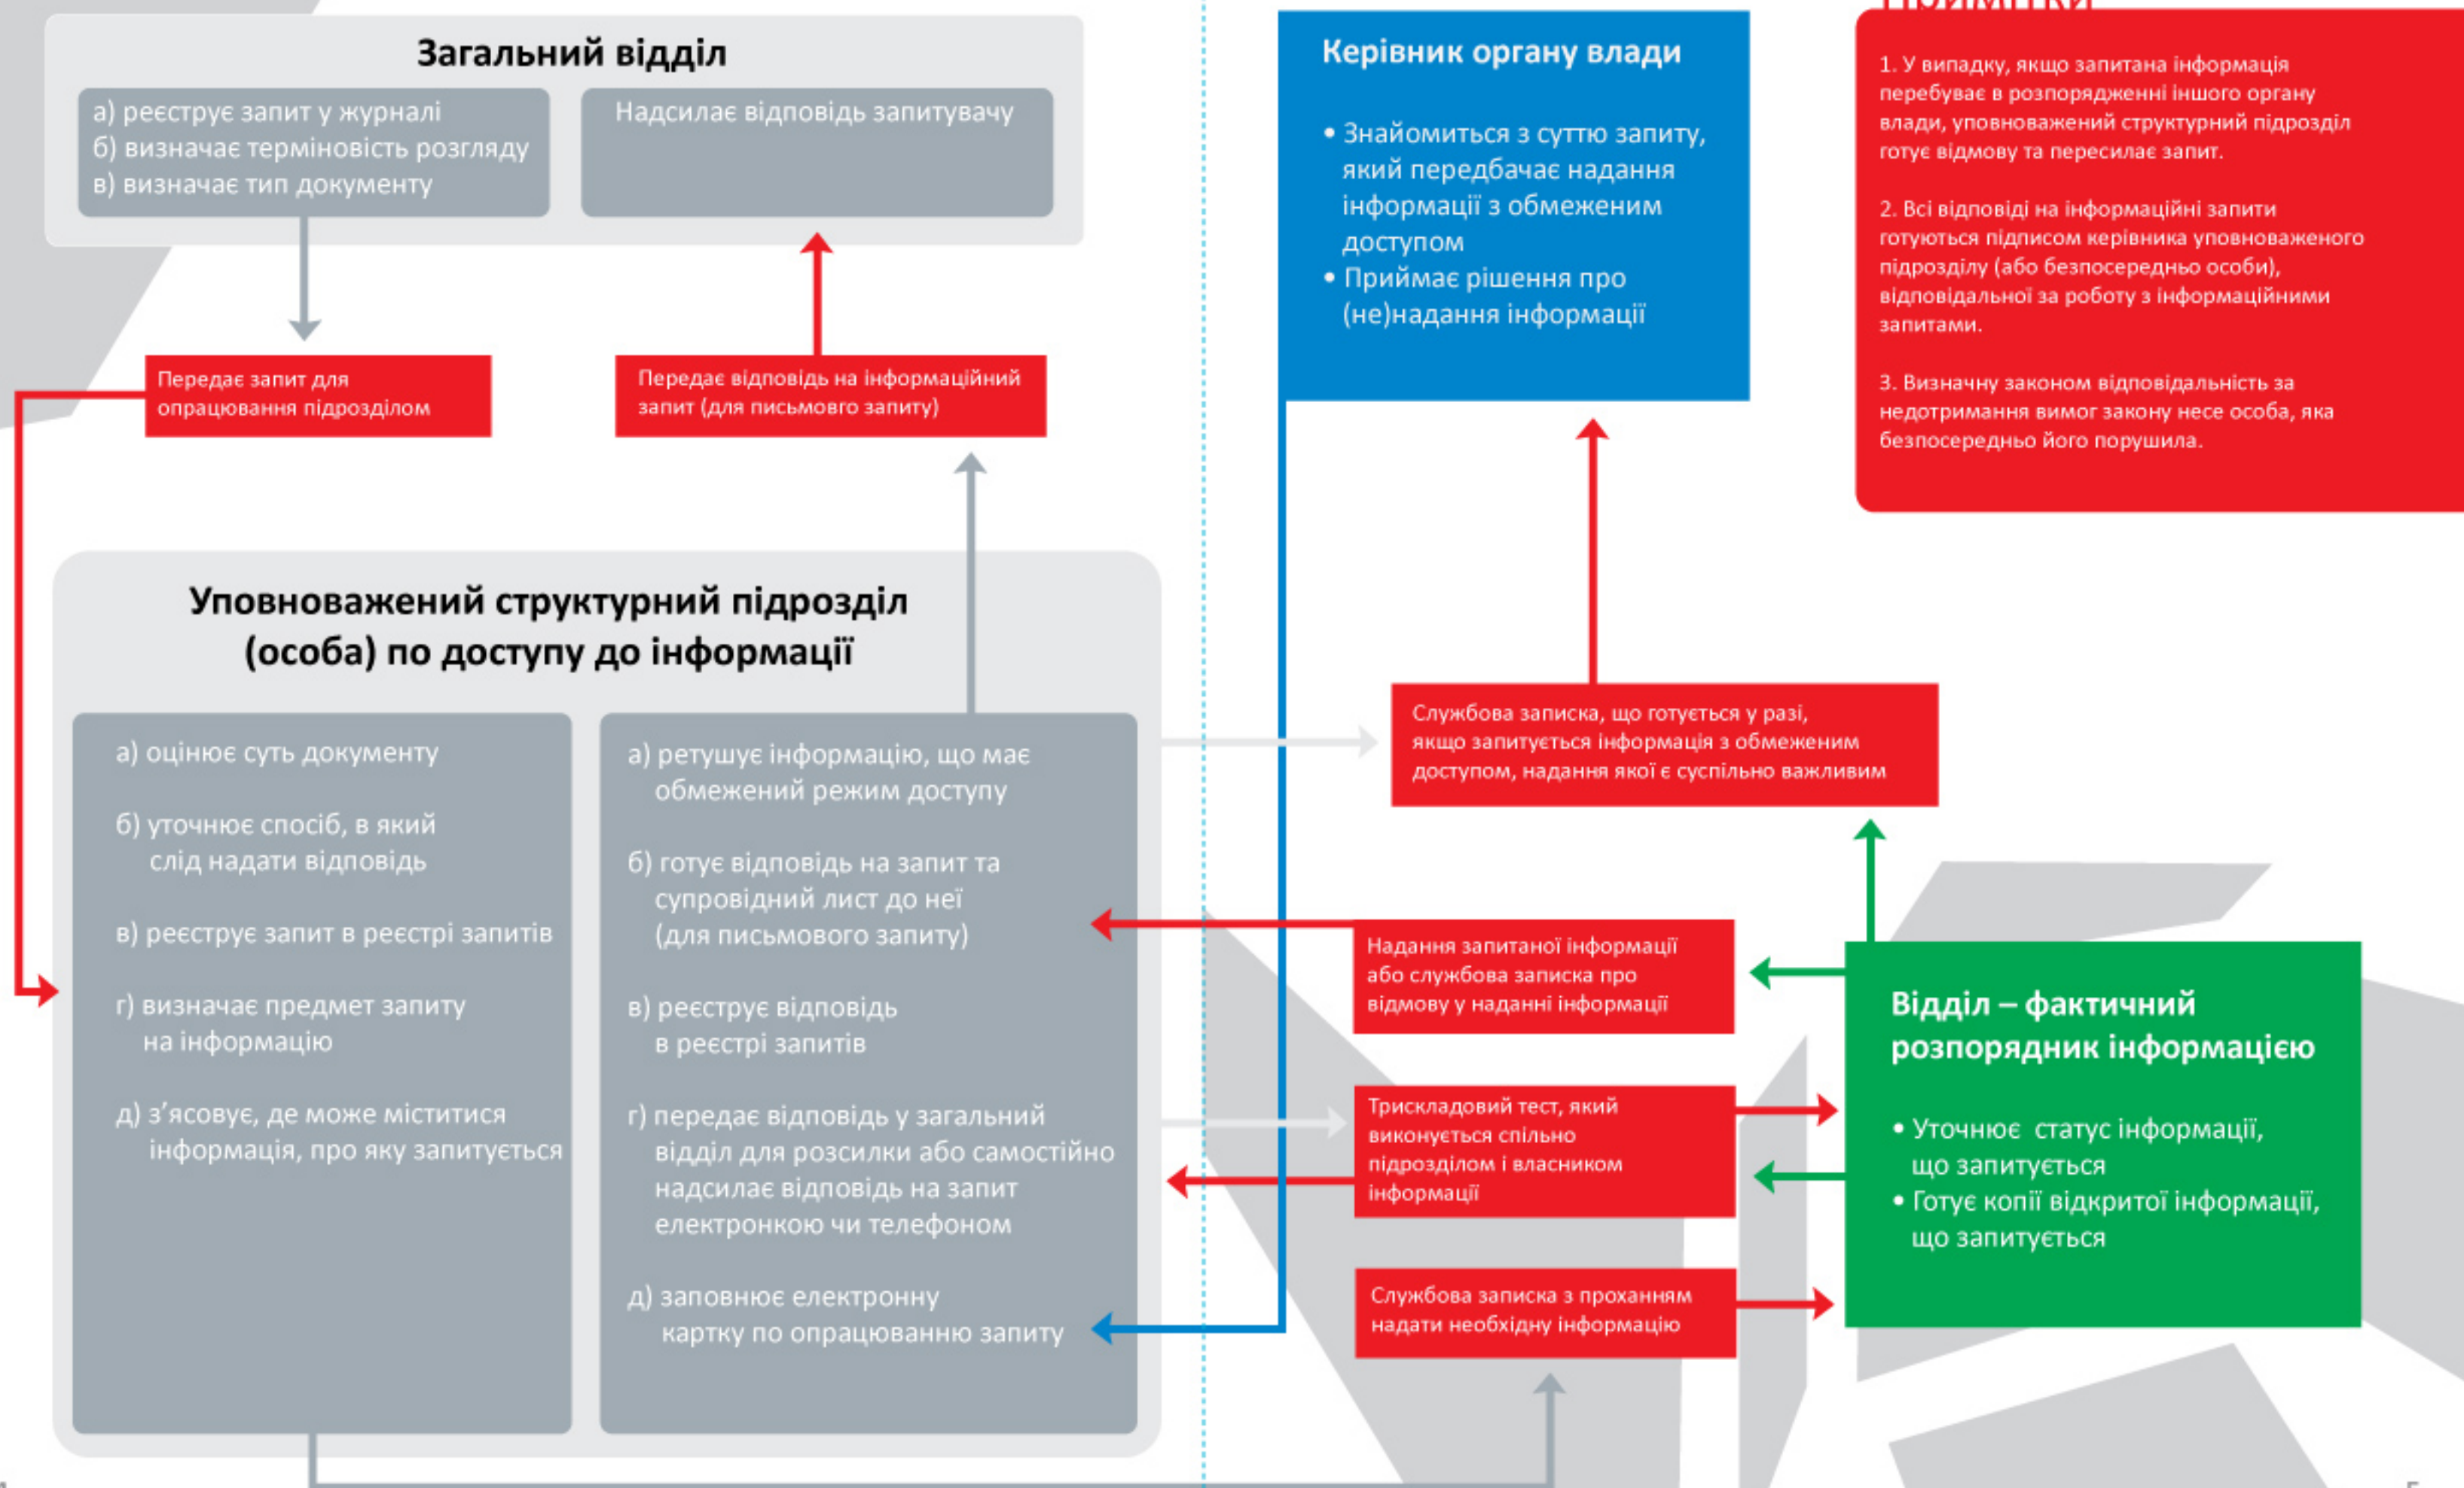 Загальний відділ
а) реєструє запит у журналі
б) визначає терміновість розгляду
в) визначає тип документу
Надсилає відповідь запитувачу
Передає запит для
опрацювання підрозділом
Передає відповідь на інформаційний
запит (для письмовго запиту)
Уповноважений структурний підрозділ
(особа) по доступу до інформації
а) оцінює суть документу
б) уточнює спосіб, в який
слід надати відповідь
в) реєструє запит в реєстрі запитів
г) визначає предмет запиту
на інформацію
д) з’ясовує, де може міститися
інформація, про яку запитується
а) ретушує інформацію, що має
обмежений режим доступу
б) готує відповідь на запит та
супровідний лист до неї
(для письмового запиту)
в) реєструє відповідь
в реєстрі запитів
г) передає відповідь у загальний
відділ для розсилки або самостійно
надсилає відповідь на запит
електронкою чи телефоном
д) заповнює електронну
картку по опрацюванню запиту
Керівник органу влади
• Знайомиться з суттю запиту,
який передбачає надання
інформації з обмеженим
доступом
• Приймає рішення про
(не)надання інформації
Примітки
1. У випадку, якщо запитана інформація
перебуває в розпорядженні іншого органу
влади, уповноважений структурний підрозділ
готує відмову та пересилає запит.
2. Всі відповіді на інформаційні запити
готуються підписом керівника уповноваженого
підрозділу (або безпосередньо особи),
відповідальної за роботу з інформаційними
запитами.
3. Визначну законом відповідальність за
недотримання вимог закону несе особа, яка
безпосередньо його порушила.
Службова записка, що готується у разі,
якщо запитується інформація з обмеженим
доступом, надання якої є суспільно важливим
Надання запитаної інформації
або службова записка про
відмову у наданні інформації
Трискладовий тест, який
виконується спільно
підрозділом і власником
інформації
Службова записка з проханням
надати необхідну інформацію
Відділ – фактичний
розпорядник інформацією
• Уточнює статус інформації,
що запитується
• Готує копії відкритої інформації,
що запитується